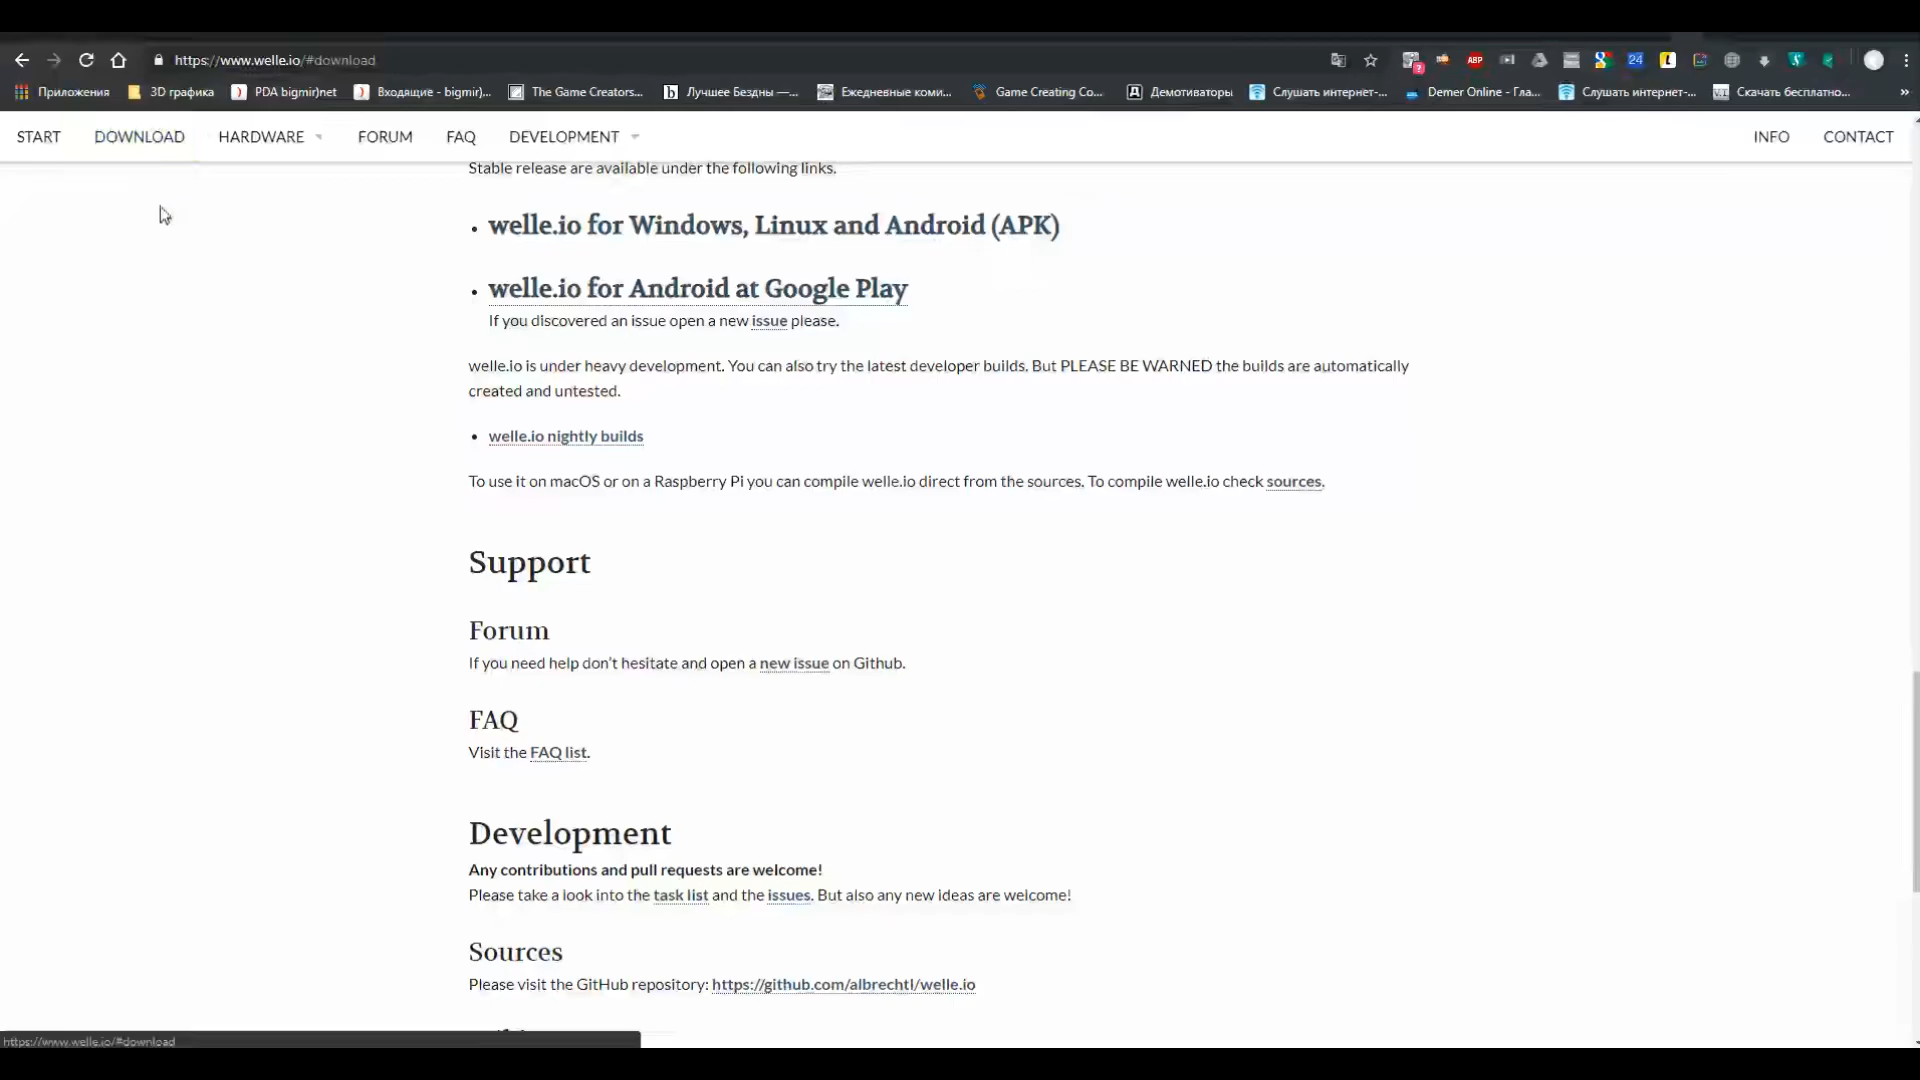 https://www.welle.io/#download
24
ABP
Приложения
3D графика
PDA bigmir)net
Входящие - bigmir)...
The Game Creators...
Лучшее Бездны —...
Ежедневные коми...
Game Creating Co...
Демотиваторы
Слушать интернет-...
Demer Online - Гла...
Слушать интернет-...
Скачать бесплатно...
START DOWNLOAD HARDWARE FORUM FAQ DEVELOPMENT INFO CONTACT
Stable release are available under the following links.
• welle.io for Windows, Linux and Android (APK)
• welle.io for Android at Google Play
If you discovered an issue open a new issue please.
welle.io is under heavy development. You can also try the latest developer builds. But PLEASE BE WARNED the builds are automatically
created and untested.
• welle.io nightly builds
To use it on macOS or on a Raspberry Pi you can compile welle.io direct from the sources. To compile welle.io check sources.
Support
Forum
If you need help don't hesitate and open a new issue on Github.
FAQ
Visit the FAQ list.
Development
Any contributions and pull requests are welcome!
Please take a look into the task list and the issues. But also any new ideas are welcome!
Sources
Please visit the GitHub repository: https://github.com/albrechtl/welle.io
https://www.welle.io/#download